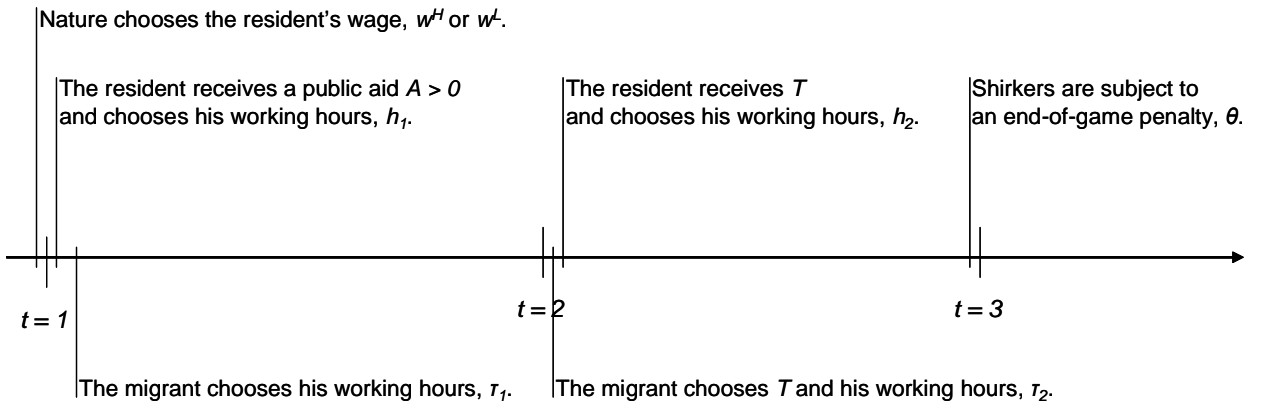 Nature chooses the resident's wage, w^H or w^L.
The resident receives a public aid A > 0
and chooses his working hours, h₁.
The resident receives T
and chooses his working hours, h₂.
Shirkers are subject to
an end-of-game penalty, θ.
t = 1
t = 2
t = 3
The migrant chooses his working hours, τ₁.
The migrant chooses T and his working hours, τ₂.